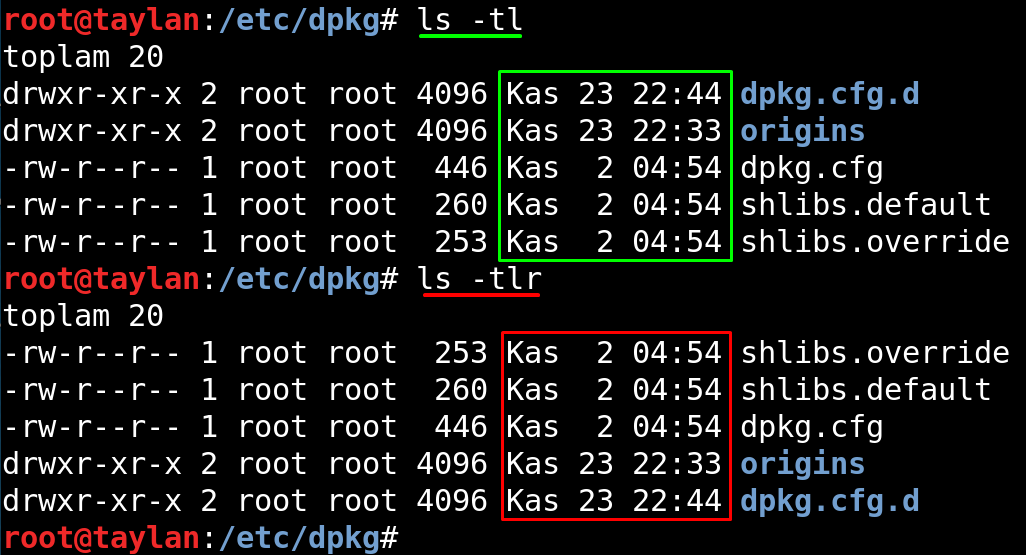 root@taylan:/etc/dpkg# ls -tl
toplam 20
drwxr-xr-x 2 root root 4096 Kas 23 22:44 dpkg.cfg.d
drwxr-xr-x 2 root root 4096 Kas 23 22:33 origins
-rw-r--r-- 1 root root  446 Kas  2 04:54 dpkg.cfg
-rw-r--r-- 1 root root  260 Kas  2 04:54 shlibs.default
-rw-r--r-- 1 root root  253 Kas  2 04:54 shlibs.override
root@taylan:/etc/dpkg# ls -tlr
toplam 20
-rw-r--r-- 1 root root  253 Kas  2 04:54 shlibs.override
-rw-r--r-- 1 root root  260 Kas  2 04:54 shlibs.default
-rw-r--r-- 1 root root  446 Kas  2 04:54 dpkg.cfg
drwxr-xr-x 2 root root 4096 Kas 23 22:33 origins
drwxr-xr-x 2 root root 4096 Kas 23 22:44 dpkg.cfg.d
root@taylan:/etc/dpkg#